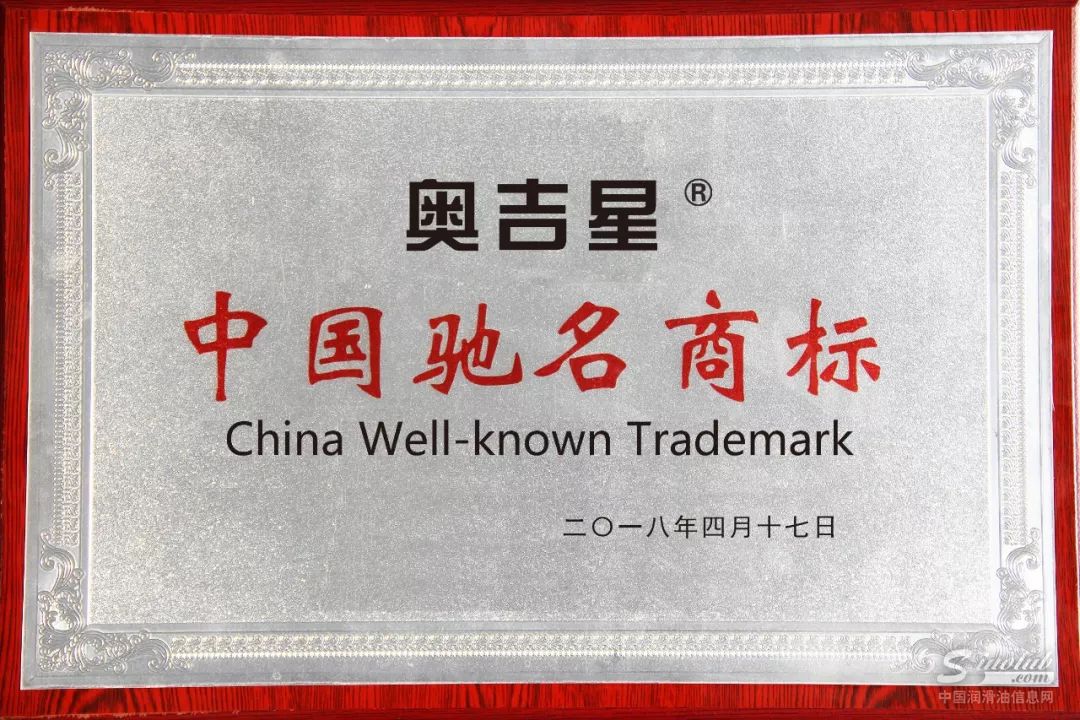 奥吉星®
中国驰名商标
China Well-known Trademark
二〇一八年四月十七日
.com
中国润滑油信息网